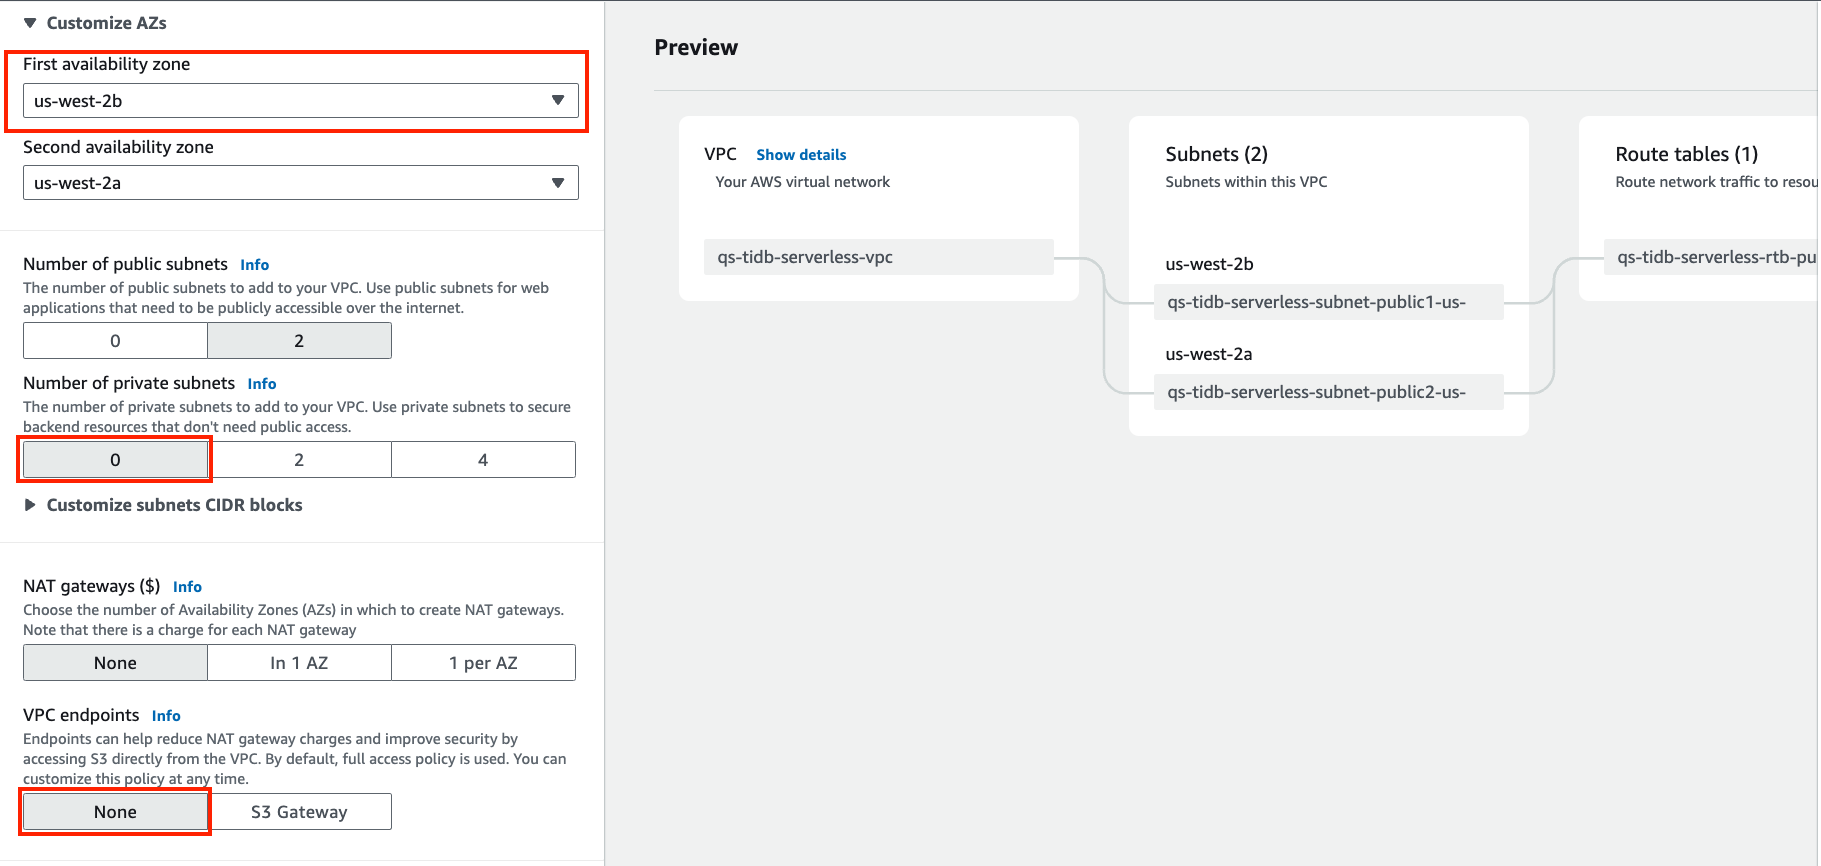 Customize AZs
First availability zone
us-west-2b
Second availability zone
us-west-2a
Number of public subnets Info
The number of public subnets to add to your VPC. Use public subnets for web
applications that need to be publicly accessible over the internet.
0 2
Number of private subnets Info
The number of private subnets to add to your VPC. Use private subnets to secure
backend resources that don't need public access.
0 2 4
Customize subnets CIDR blocks
NAT gateways ($) Info
Choose the number of Availability Zones (AZs) in which to create NAT gateways.
Note that there is a charge for each NAT gateway
None In 1 AZ 1 per AZ
VPC endpoints Info
Endpoints can help reduce NAT gateway charges and improve security by
accessing S3 directly from the VPC. By default, full access policy is used. You can
customize this policy at any time.
None S3 Gateway
Preview
VPC Show details
Your AWS virtual network
qs-tidb-serverless-vpc
Subnets (2)
Subnets within this VPC
us-west-2b
qs-tidb-serverless-subnet-public1-us-
us-west-2a
qs-tidb-serverless-subnet-public2-us-
Route tables (1)
Route network traffic to resou
qs-tidb-serverless-rtb-pu